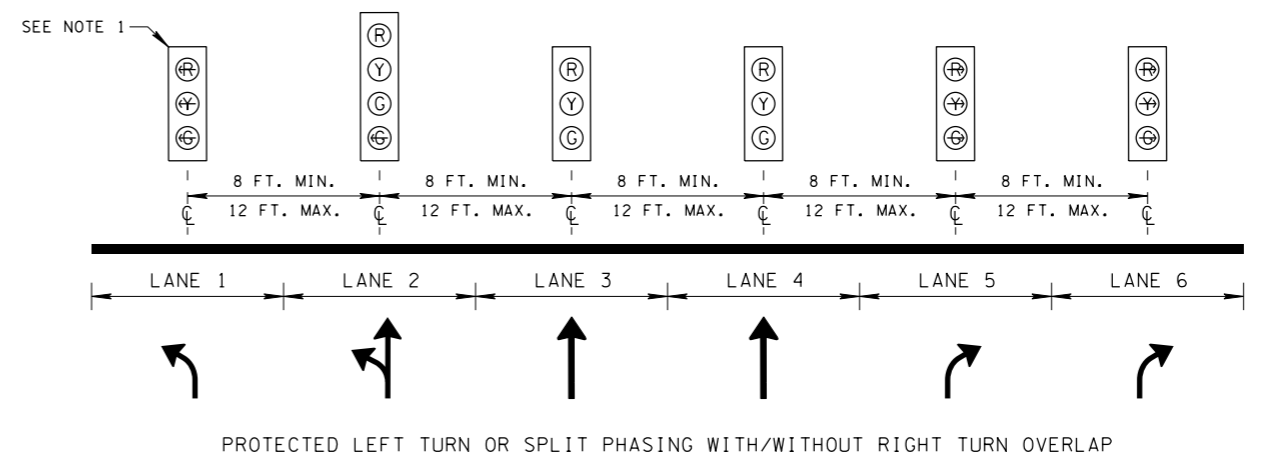 SEE NOTE 1
R R R R R R
Y Y Y Y Y Y
G G G G G G
G
8 FT. MIN. 8 FT. MIN. 8 FT. MIN. 8 FT. MIN. 8 FT. MIN.
12 FT. MAX. 12 FT. MAX. 12 FT. MAX. 12 FT. MAX. 12 FT. MAX.
℄ ℄ ℄ ℄ ℄ ℄
LANE 1 LANE 2 LANE 3 LANE 4 LANE 5 LANE 6
PROTECTED LEFT TURN OR SPLIT PHASING WITH/WITHOUT RIGHT TURN OVERLAP